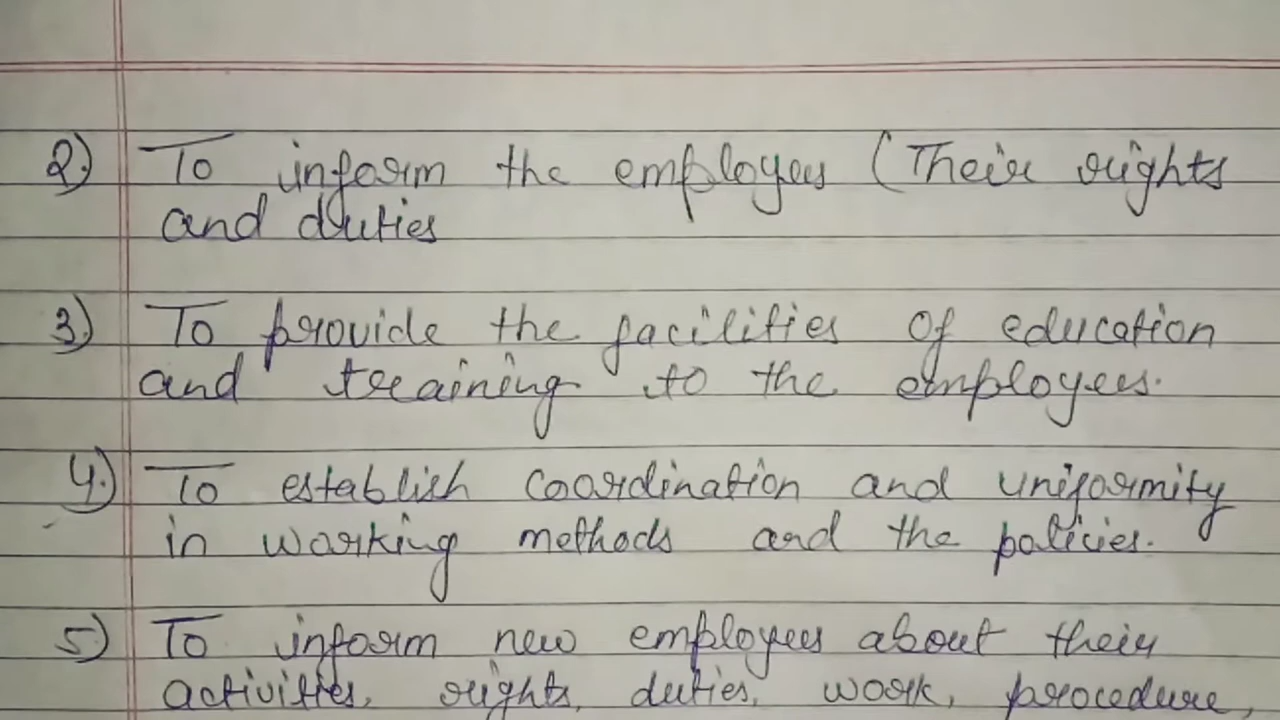 2) To inform the employees (Their rights
and duties
3.) To provide the facilities of education
and training to the employees.
4.) To establish coordination and uniformity
in working methods and the policies.
5) To inform new employees about their
activities, rights, duties, work, procedure,